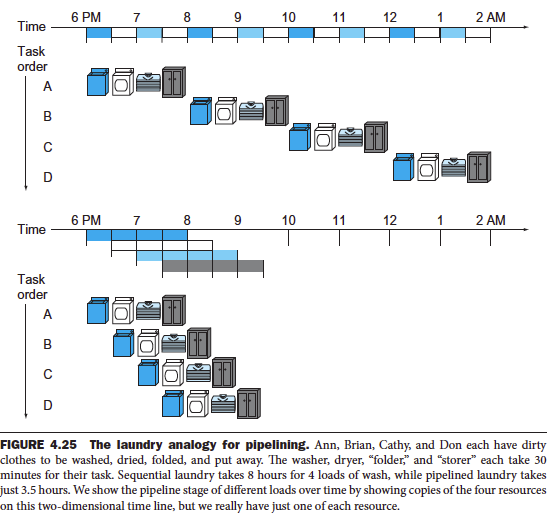 6 PM 7 8 9 10 11 12 1 2 AM
Time
Task
order
A
B
C
D
6 PM 7 8 9 10 11 12 1 2 AM
Time
Task
order
A
B
C
D
FIGURE 4.25 The laundry analogy for pipelining. Ann, Brian, Cathy, and Don each have dirty
clothes to be washed, dried, folded, and put away. The washer, dryer, “folder,” and “storer” each take 30
minutes for their task. Sequential laundry takes 8 hours for 4 loads of wash, while pipelined laundry takes
just 3.5 hours. We show the pipeline stage of different loads over time by showing copies of the four resources
on this two-dimensional time line, but we really have just one of each resource.